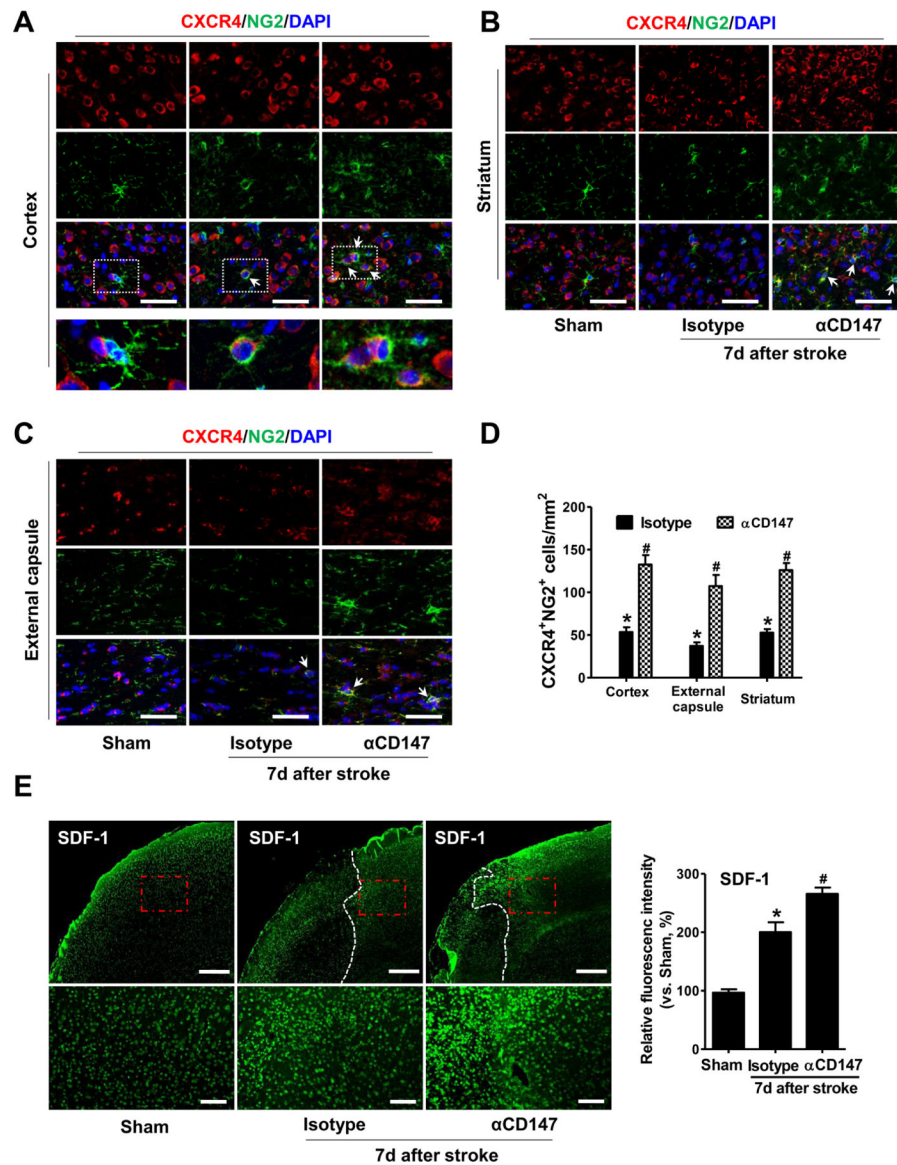 A
CXCR4/NG2/DAPI
Cortex
B
CXCR4/NG2/DAPI
Striatum
Sham
Isotype
αCD147
7d after stroke
C
CXCR4/NG2/DAPI
External capsule
Sham
Isotype
αCD147
7d after stroke
D
CXCR4⁺NG2⁺ cells/mm²
200
150
100
50
0
Isotype
αCD147
*
#
*
#
*
#
Cortex
External
capsule
Striatum
E
SDF-1
SDF-1
SDF-1
Sham
Isotype
αCD147
7d after stroke
Relative fluorescenc intensity
(vs. Sham, %)
SDF-1
300
200
100
0
*
#
Sham
Isotype
αCD147
7d after stroke